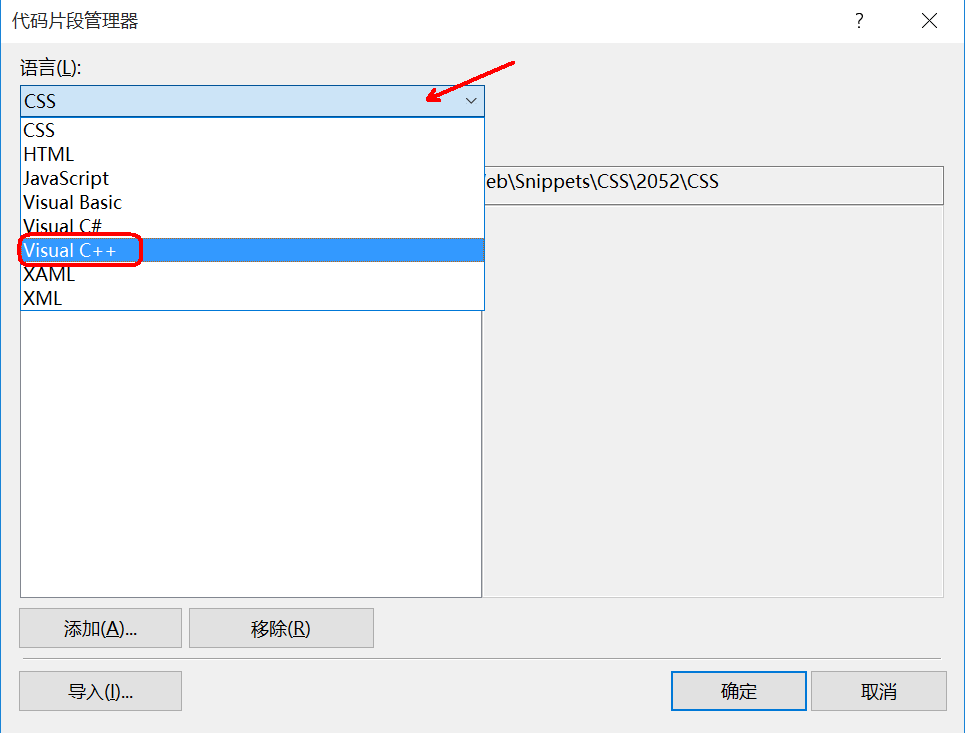 代码片段管理器
?
语言(L):
CSS
CSS
HTML
JavaScript
Visual Basic
Visual C#
Visual C++
XAML
XML
eb\Snippets\CSS\2052\CSS
添加(A)...
移除(R)
导入(I)...
确定
取消